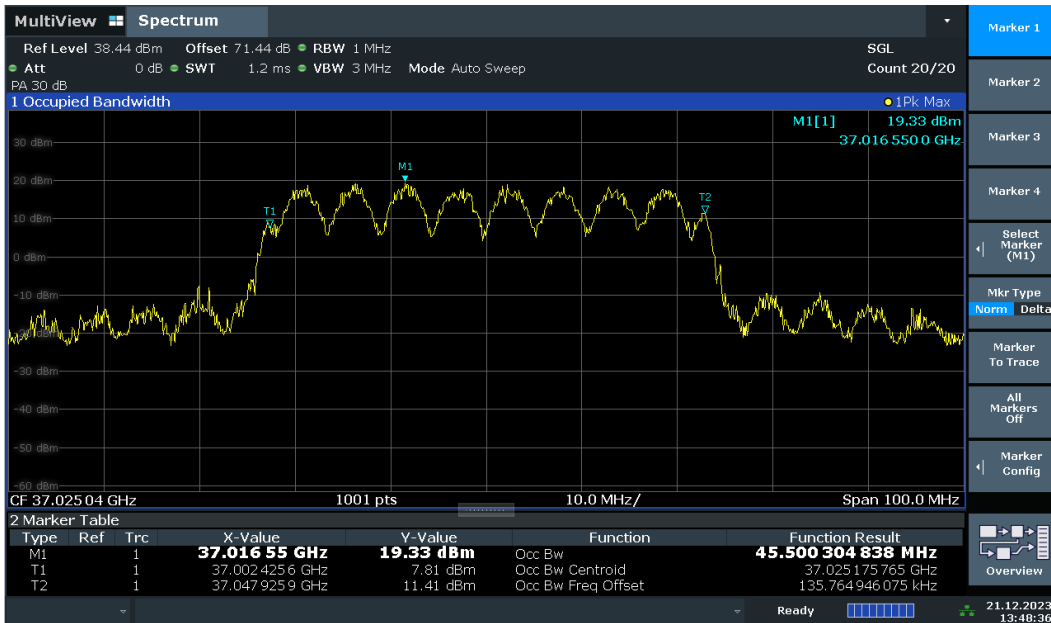 MultiView Spectrum
Ref Level 38.44 dBm Offset 71.44 dB RBW 1 MHz SGL
Att 0 dB SWT 1.2 ms VBW 3 MHz Mode Auto Sweep Count 20/20
PA 30 dB
1 Occupied Bandwidth 1Pk Max
M1[1] 19.33 dBm
37.016 550 0 GHz
30 dBm
M1
20 dBm
T1
T2
10 dBm
0 dBm
-10 dBm
-20 dBm
-30 dBm
-40 dBm
-50 dBm
-60 dBm
CF 37.025 04 GHz 1001 pts 10.0 MHz/ Span 100.0 MHz
2 Marker Table
Type Ref Trc X-Value Y-Value Function Function Result
M1 1 37.016 55 GHz 19.33 dBm Occ Bw 45.500 304 838 MHz
T1 1 37.002 425 6 GHz 7.81 dBm Occ Bw Centroid 37.025 175 765 GHz
T2 1 37.047 925 9 GHz 11.41 dBm Occ Bw Freq Offset 135.764 946 075 kHz
Ready 21.12.2023
13:48:36
Marker 1
Marker 2
Marker 3
Marker 4
Select
Marker
(M1)
Mkr Type
Norm Delta
Marker
To Trace
All
Markers
Off
Marker
Config
Overview